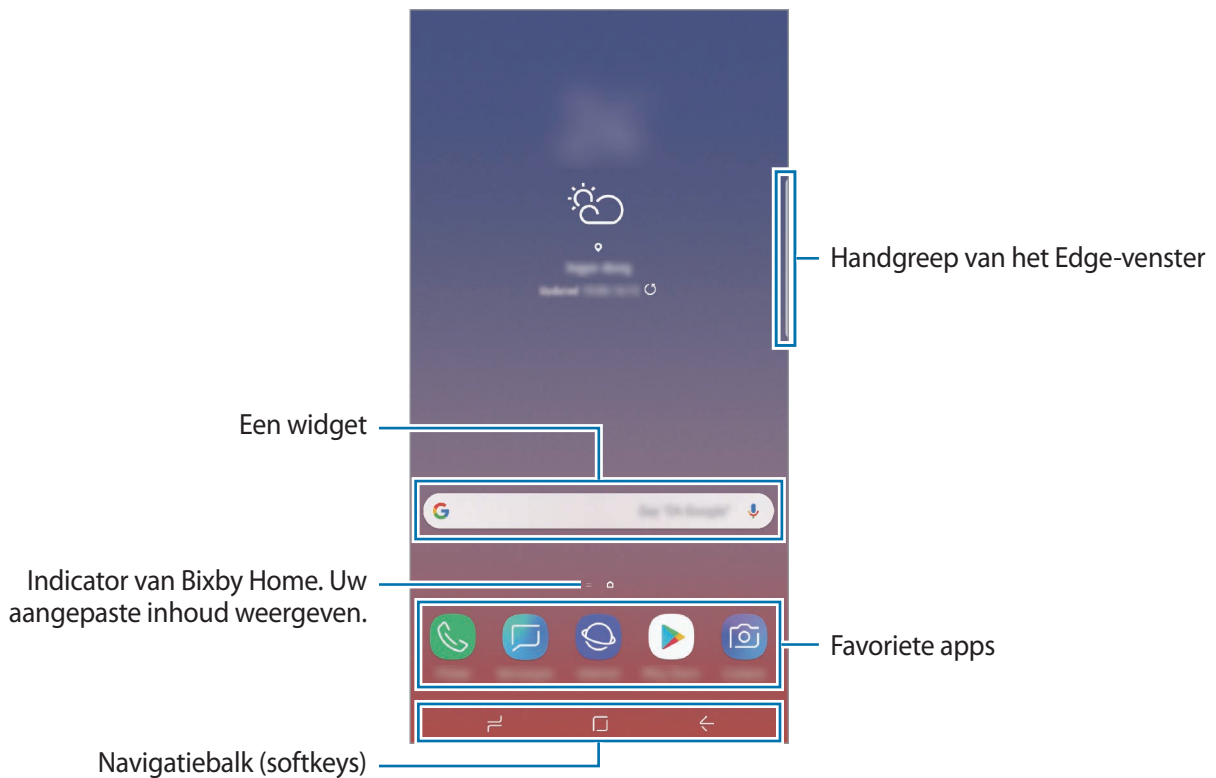 Handgreep van het Edge-venster
Een widget
G
Indicator van Bixby Home. Uw
aangepaste inhoud weergeven.
Favoriete apps
Navigatiebalk (softkeys)